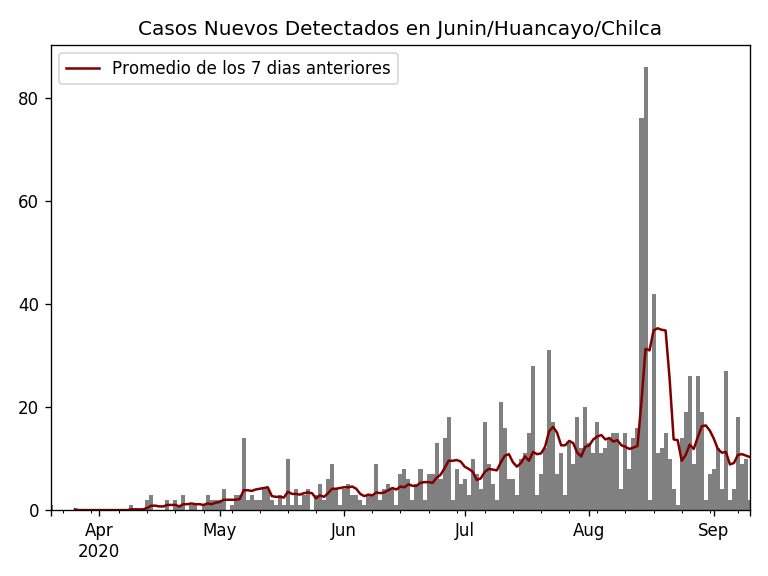 Casos Nuevos Detectados en Junin/Huancayo/Chilca
Promedio de los 7 dias anteriores
80
60
40
20
0
Apr May Jun Jul Aug Sep
2020